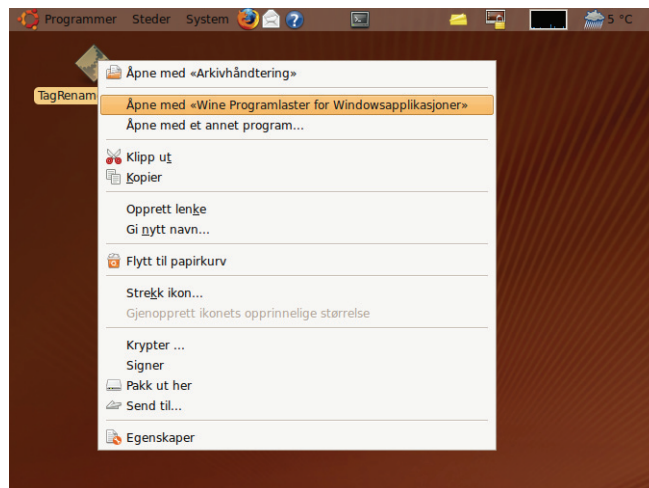 Programmer Steder System 5 °C
TagRenam
Åpne med «Arkivhåndtering»
Åpne med «Wine Programlaster for Windowsapplikasjoner»
Åpne med et annet program...
Klipp ut
Kopier
Opprett lenke
Gi nytt navn...
Flytt til papirkurv
Strekk ikon...
Gjenopprett ikonets opprinnelige størrelse
Krypter ...
Signer
Pakk ut her
Send til...
Egenskaper